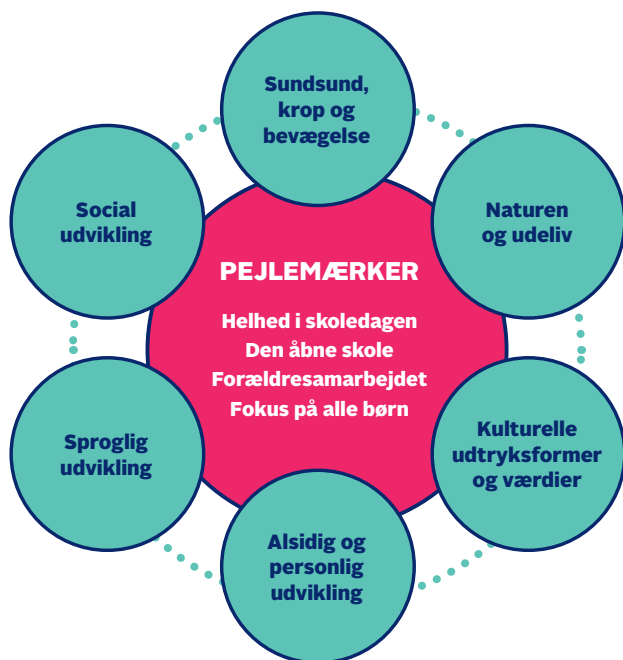 Sundsund,
krop og
bevægelse
Social
udvikling
Naturen
og udeliv
PEJLEMÆRKER
Helhed i skoledagen
Den åbne skole
Forældresamarbejdet
Fokus på alle børn
Sproglig
udvikling
Kulturelle
udtryksformer
og værdier
Alsidig og
personlig
udvikling